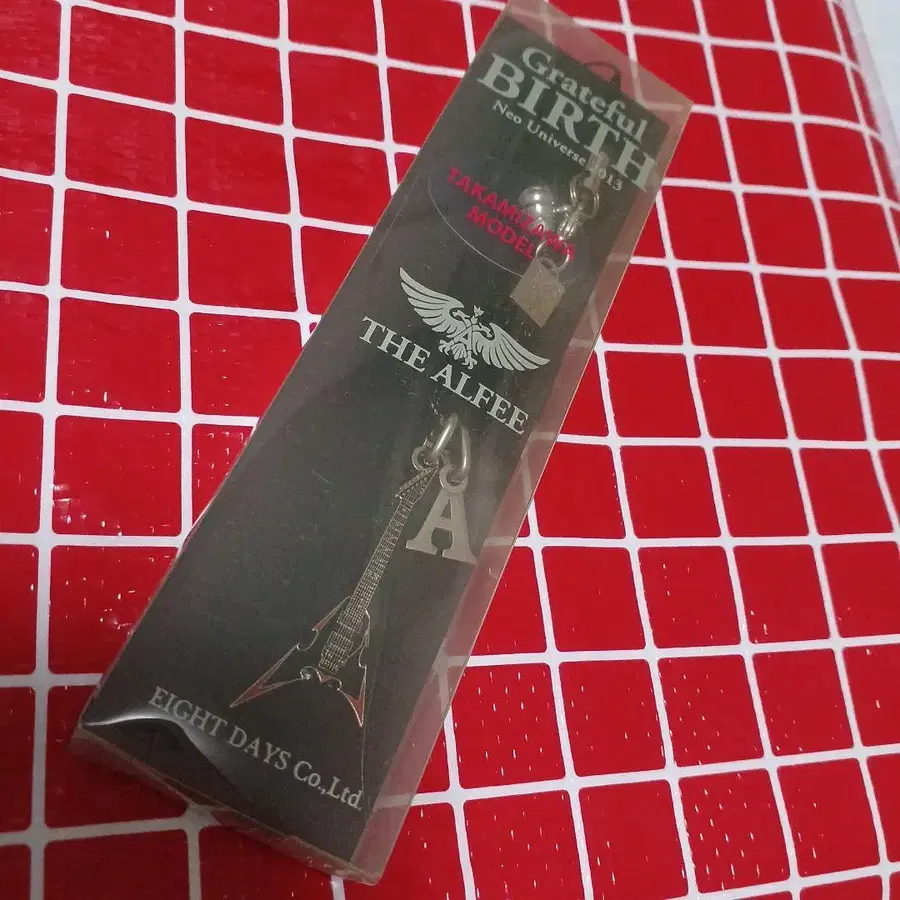 Grateful
BIRTH
Neo Universe 2013
TAKAMIZAWA
MODEL
THE ALFEE
A
EIGHT DAYS Co.,Ltd.